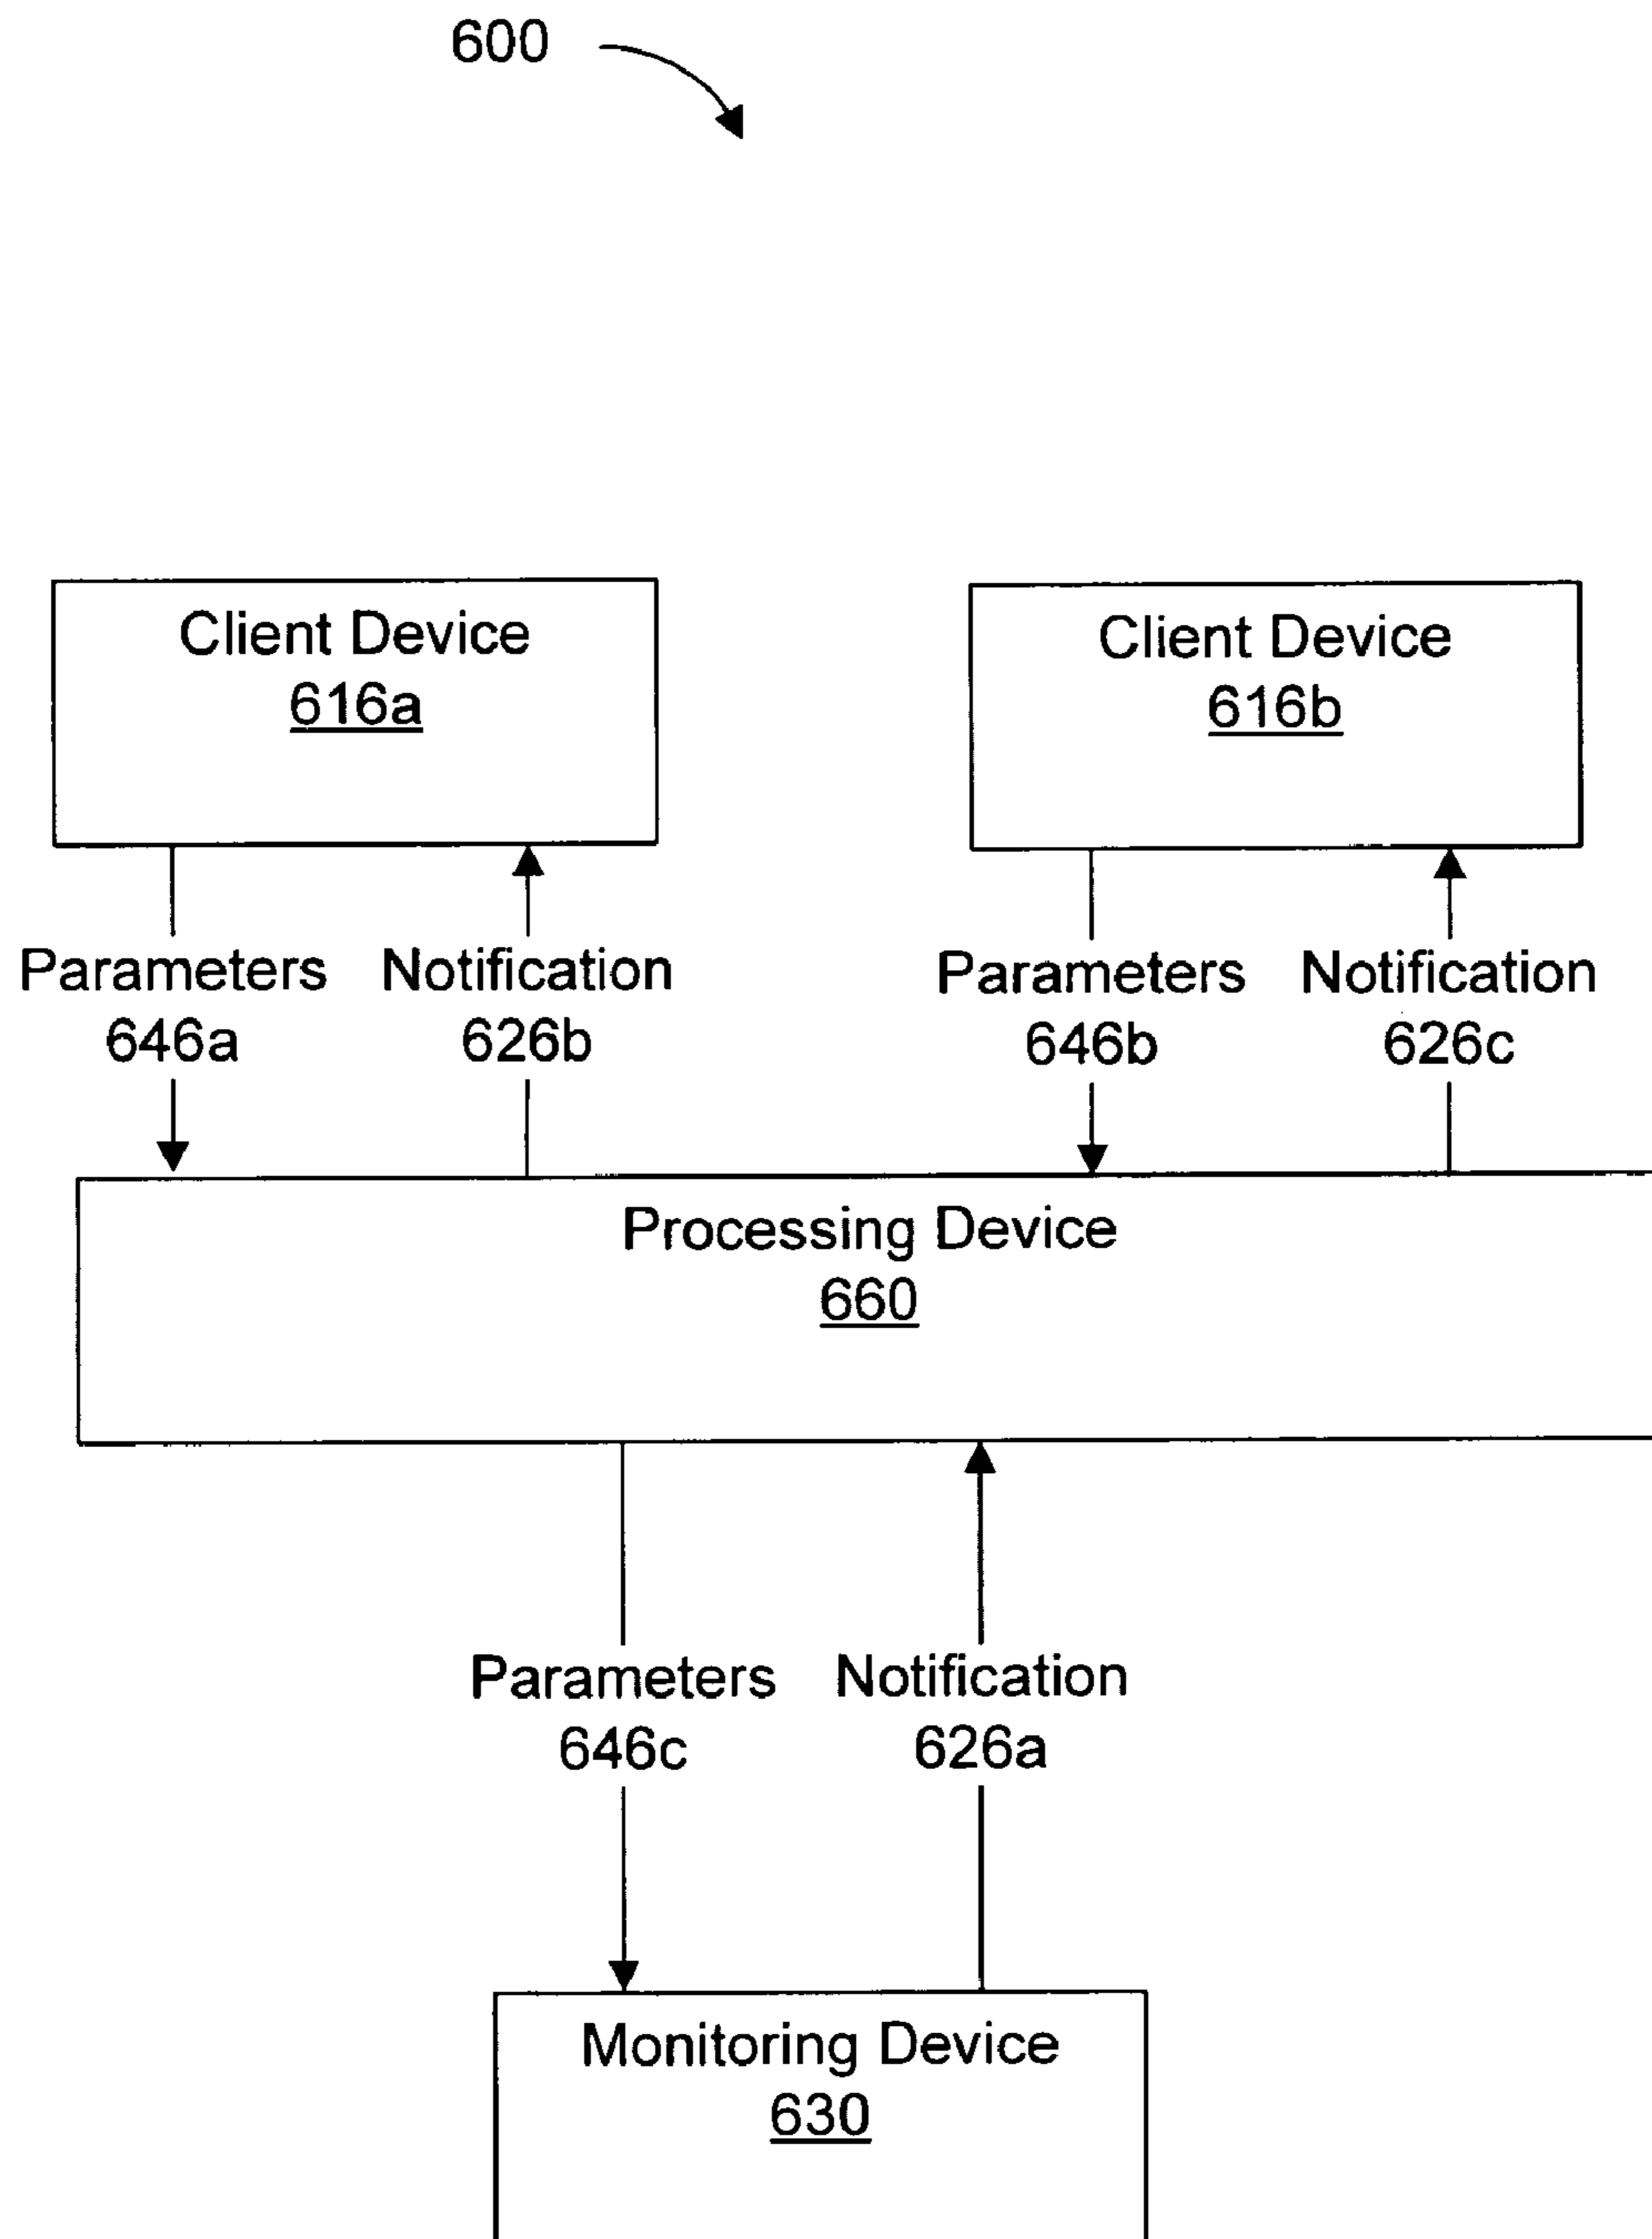 600
Client Device
616a
Client Device
616b
Parameters
646a
Notification
626b
Parameters
646b
Notification
626c
Processing Device
660
Parameters
646c
Notification
626a
Monitoring Device
630